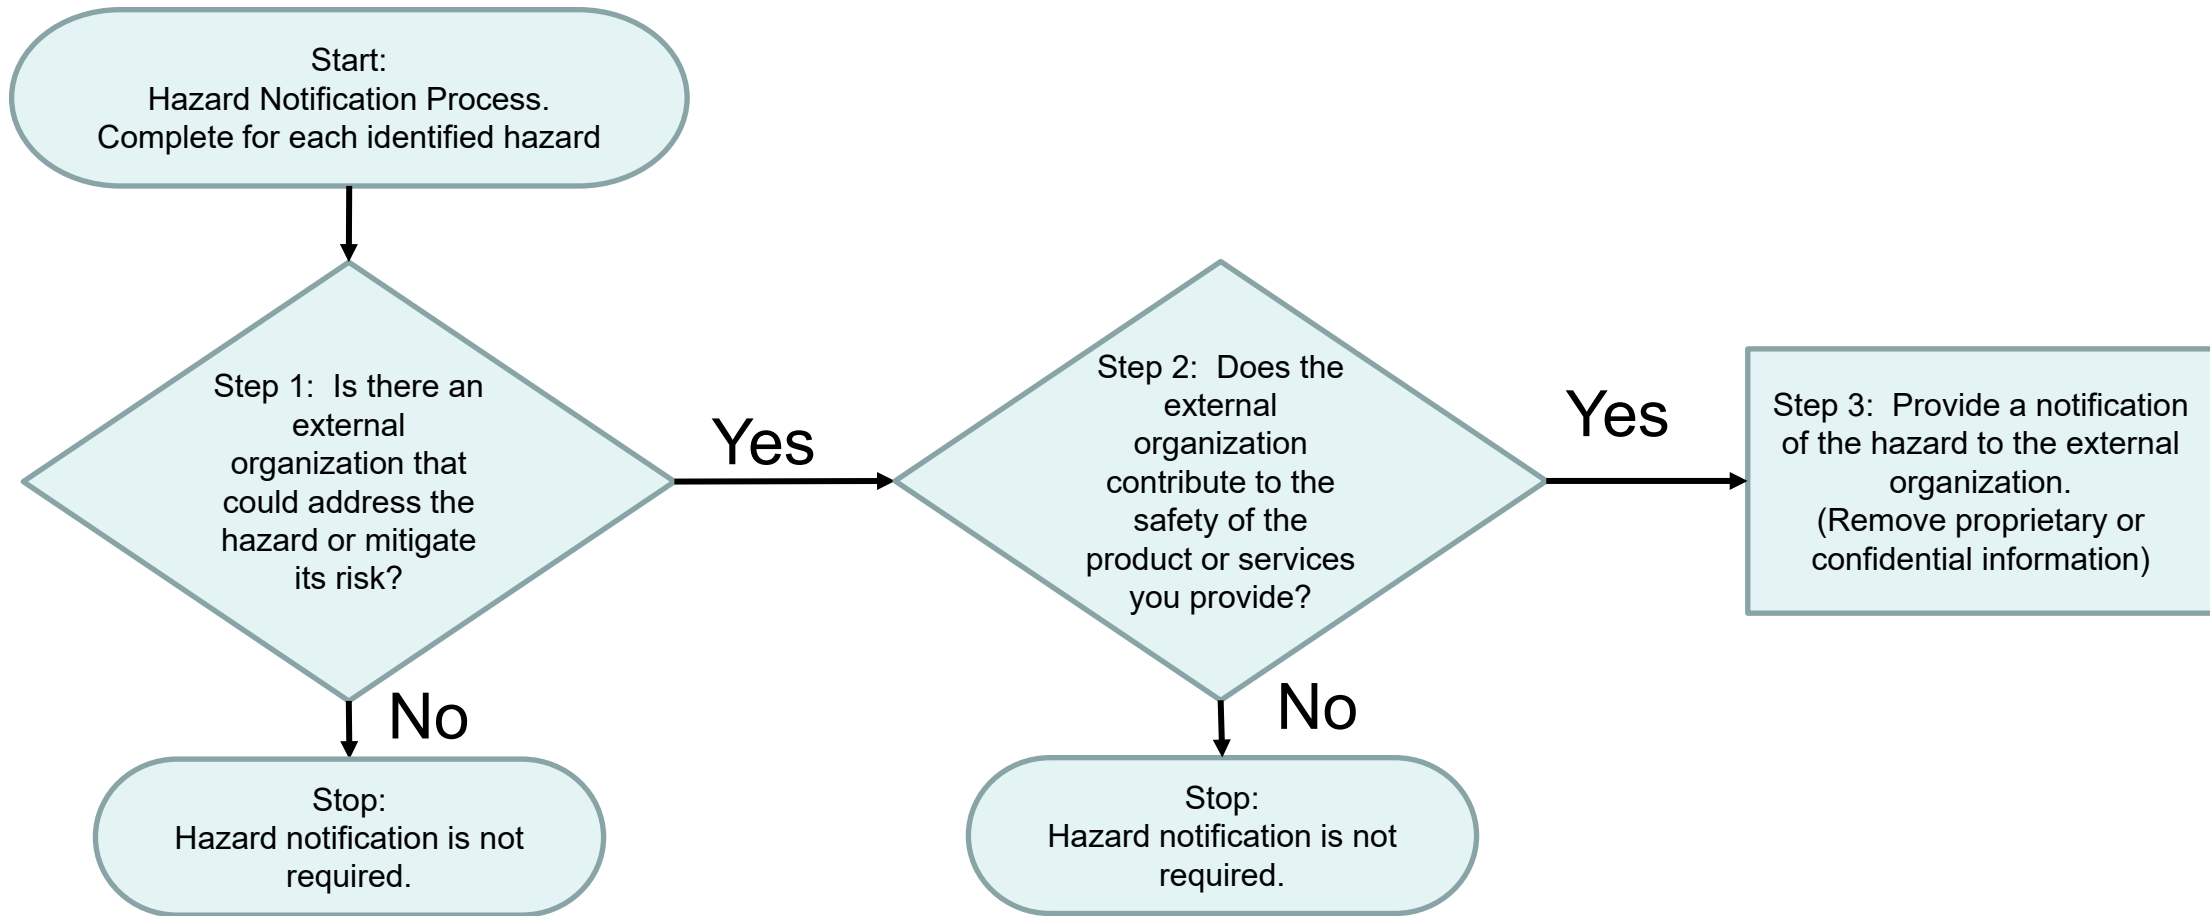 Start:
Hazard Notification Process.
Complete for each identified hazard
Step 1:  Is there an
external
organization that
could address the
hazard or mitigate
its risk?
Yes
No
Stop:
Hazard notification is not
required.
Step 2:  Does the
external
organization
contribute to the
safety of the
product or services
you provide?
Yes
No
Stop:
Hazard notification is not
required.
Step 3:  Provide a notification
of the hazard to the external
organization.
(Remove proprietary or
confidential information)